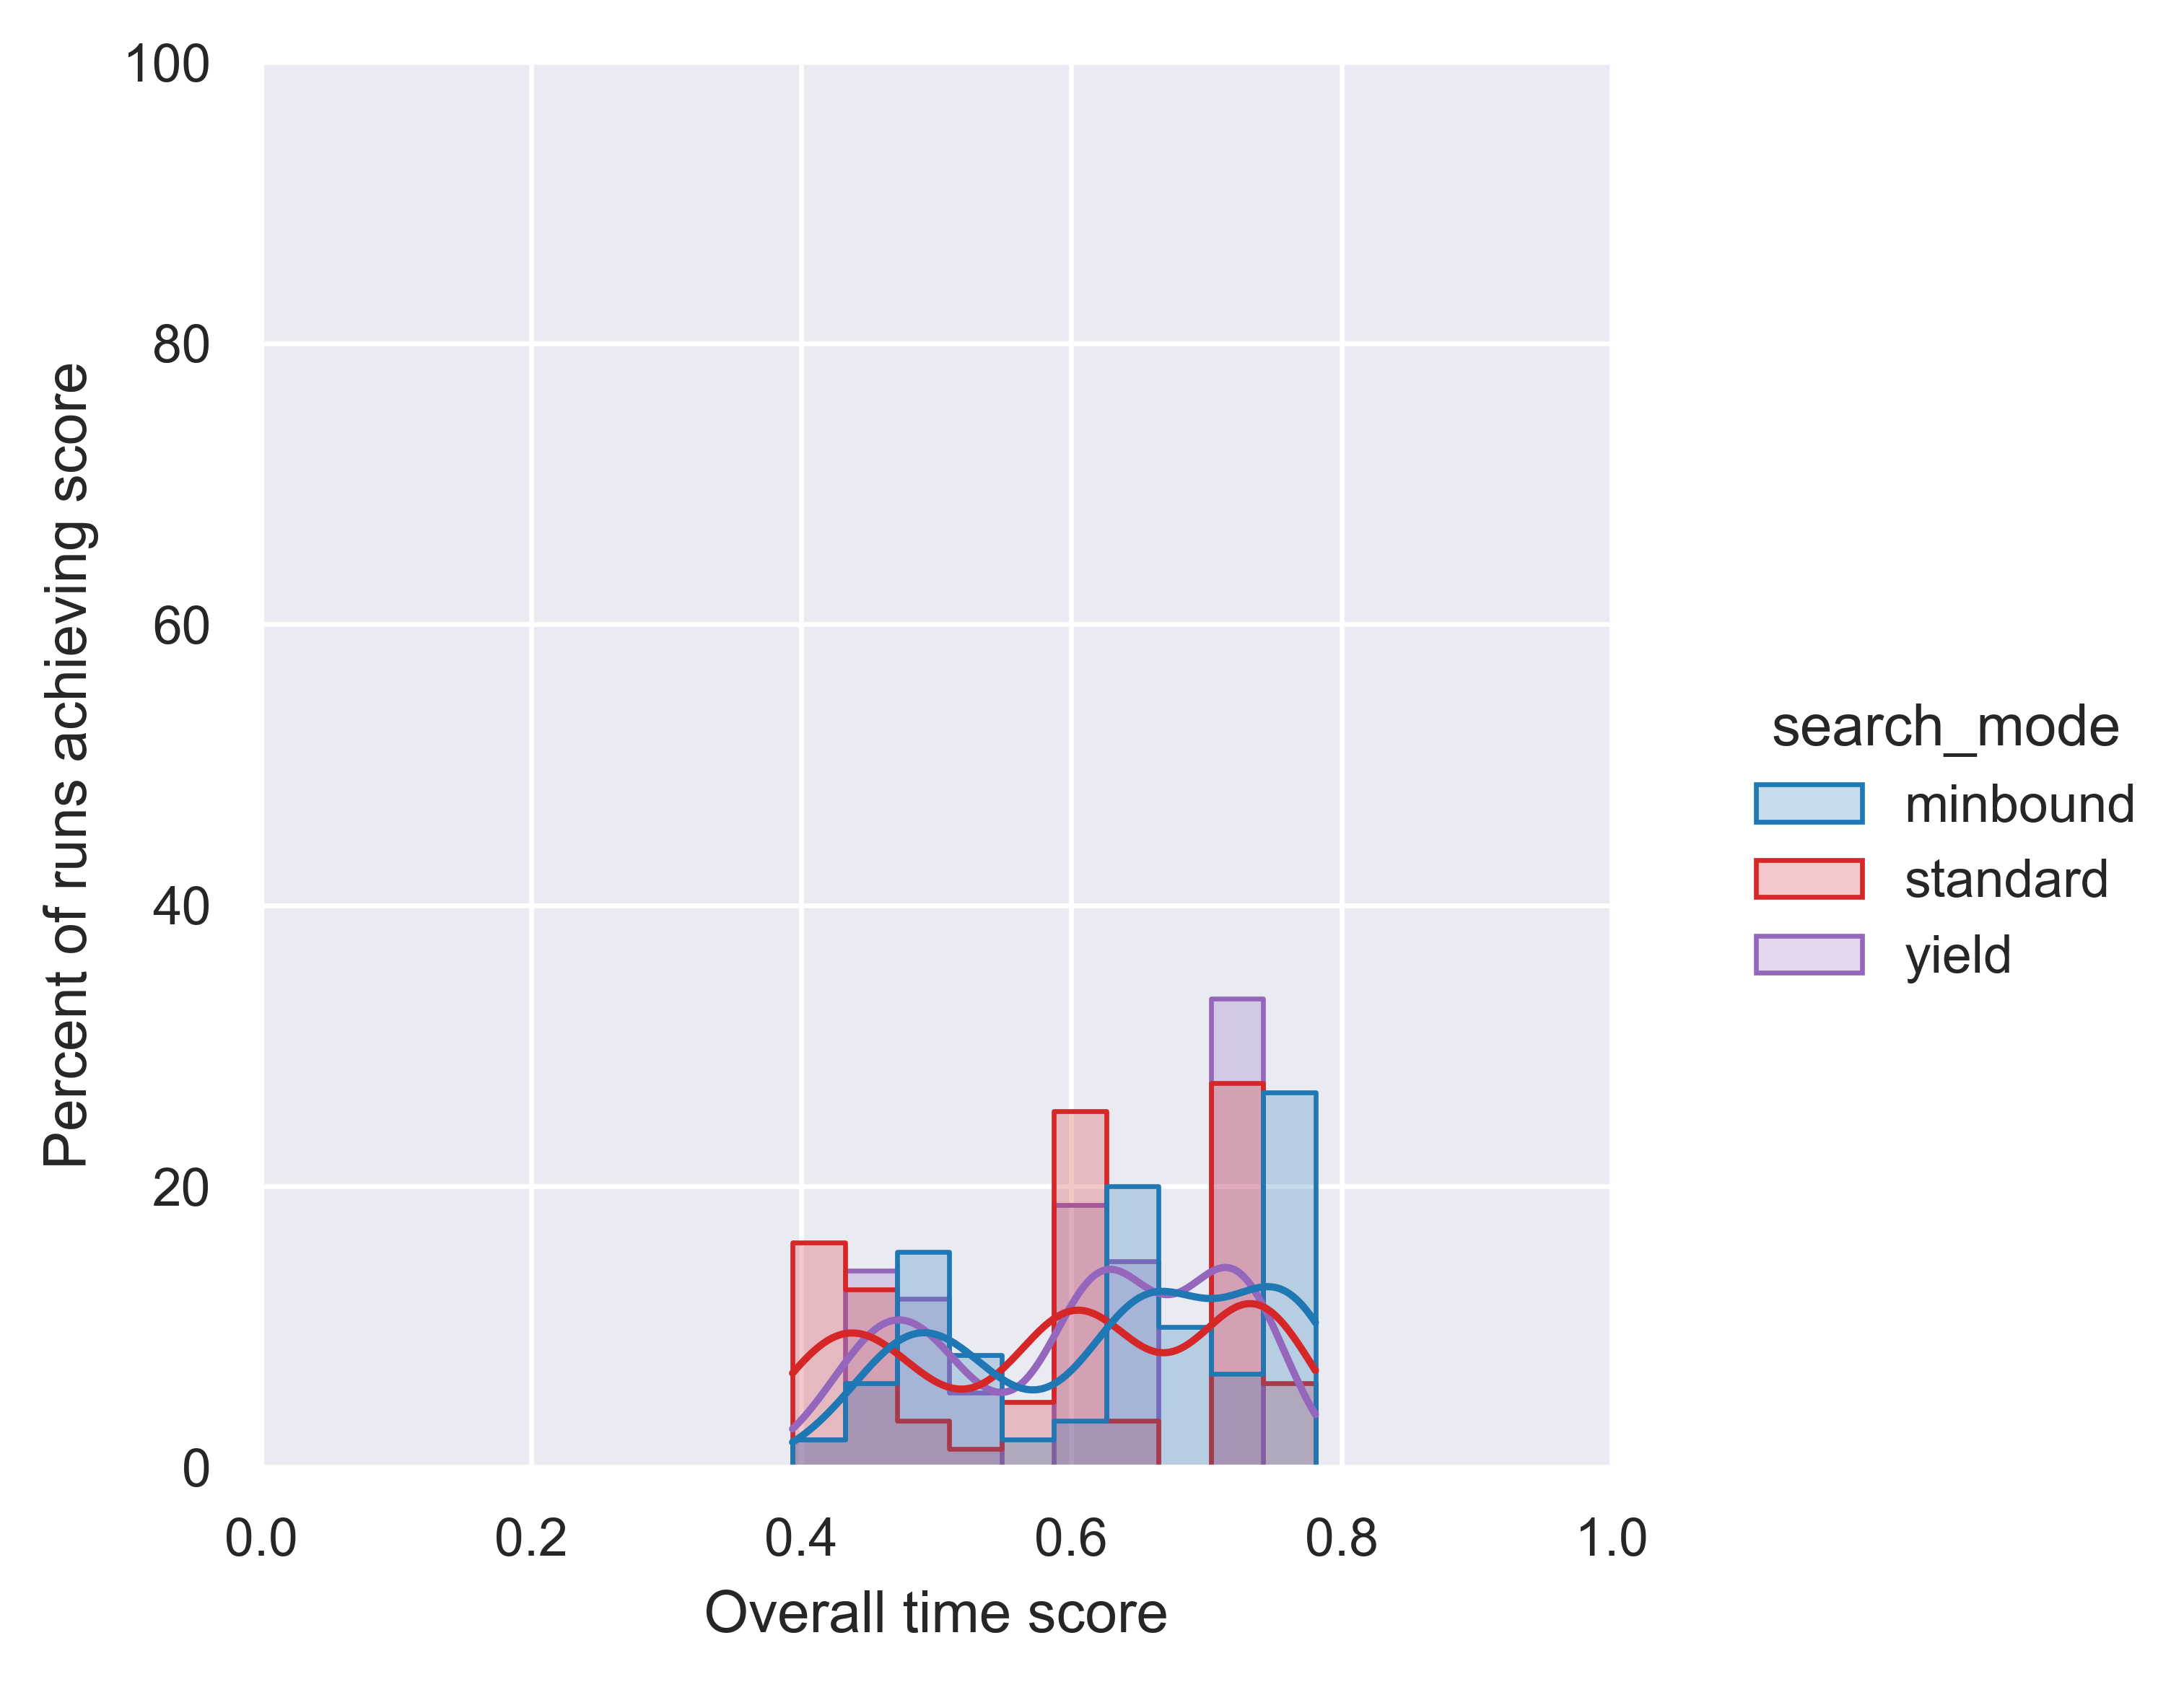 100
80
60
40
20
0
Percent of runs achieving score
0.0 0.2 0.4 0.6 0.8 1.0
Overall time score
search_mode
minbound
standard
yield